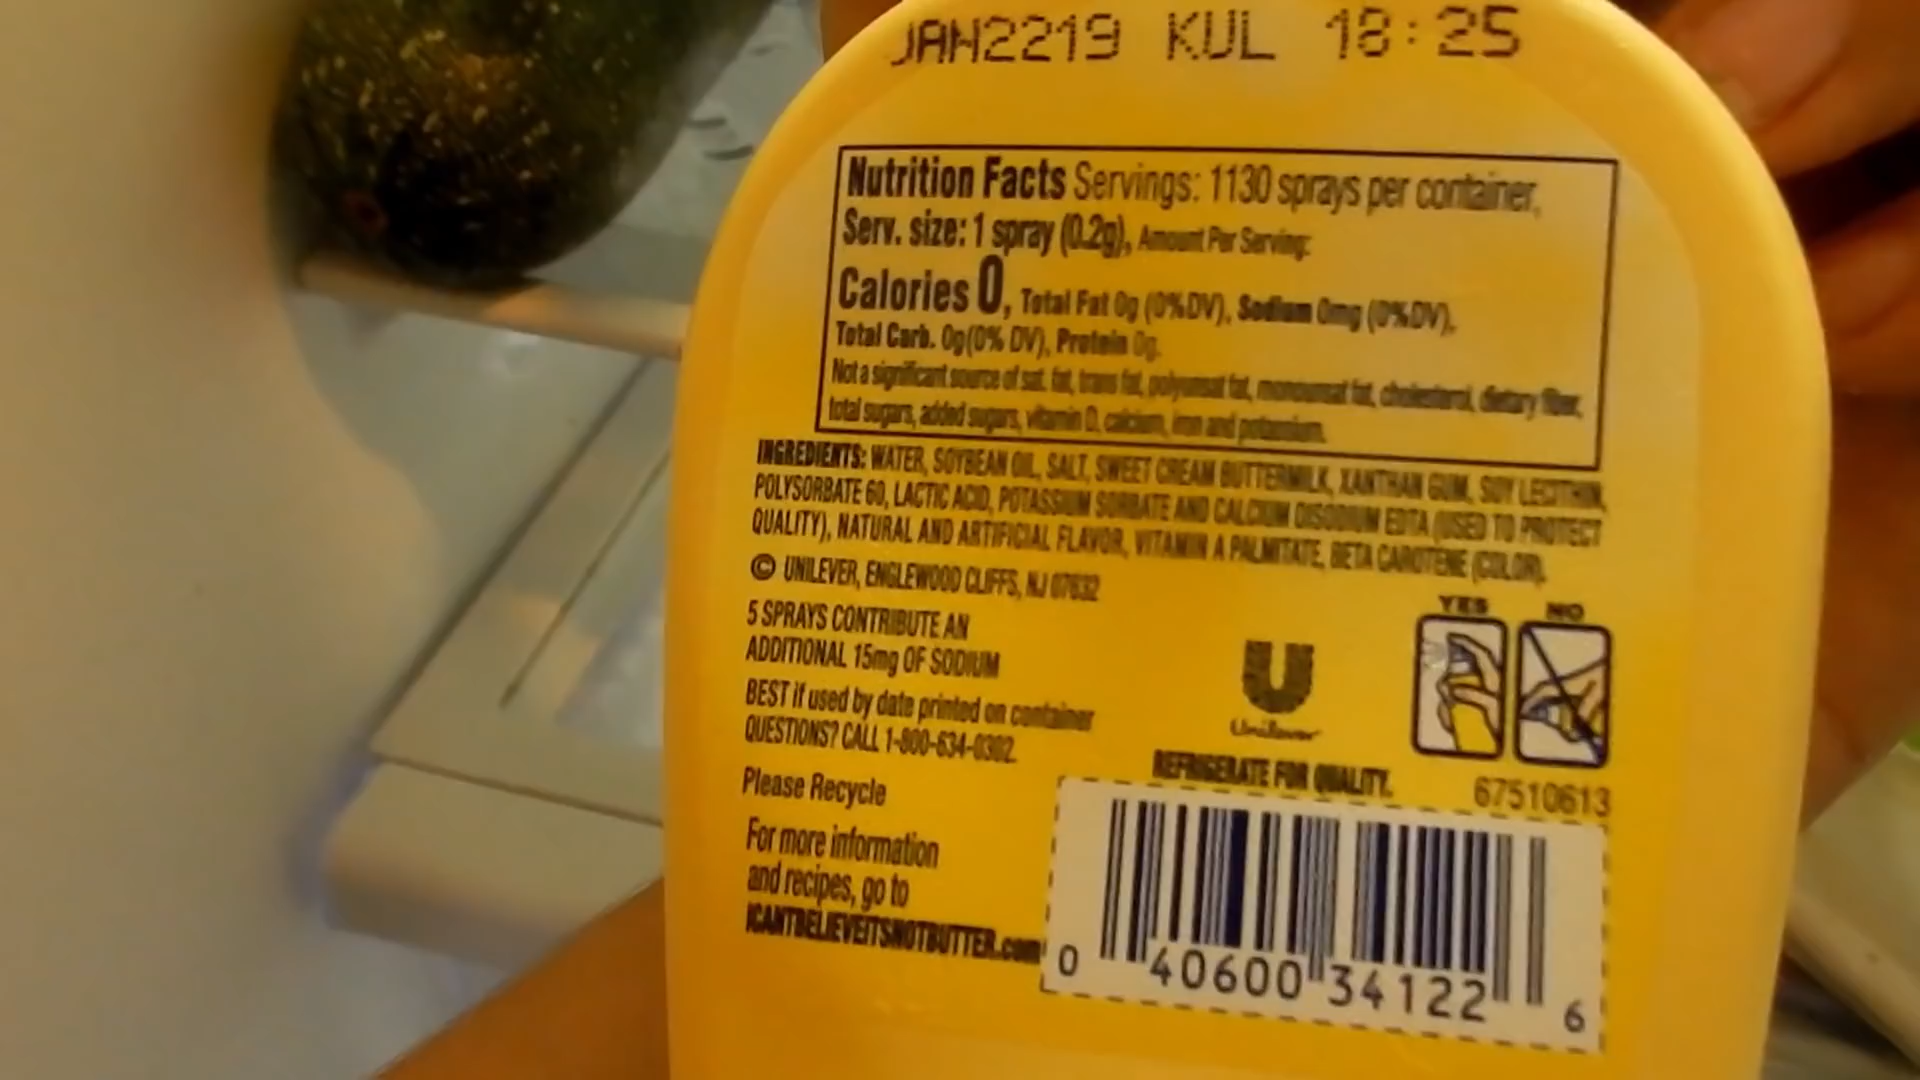 JAN2219 KUL 18:25
Nutrition Facts Servings: 1130 sprays per container,
Serv. size: 1 spray (0.2g), Amount Per Serving:
Calories 0, Total Fat 0g (0%DV), Sodium 0mg (0%DV),
Total Carb. 0g(0% DV), Protein 0g.
Not a significant source of sat. fat, trans fat, polyunsat fat, monounsat fat, cholesterol, dietary fiber,
total sugars, added sugars, vitamin D, calcium, iron and potassium.
INGREDIENTS: WATER, SOYBEAN OIL, SALT, SWEET CREAM BUTTERMILK, XANTHAN GUM, SOY LECITHIN,
POLYSORBATE 60, LACTIC ACID, POTASSIUM SORBATE AND CALCIUM DISODIUM EDTA (USED TO PROTECT
QUALITY), NATURAL AND ARTIFICIAL FLAVOR, VITAMIN A PALMITATE, BETA CAROTENE (COLOR).
© UNILEVER, ENGLEWOOD CLIFFS, NJ 07632
5 SPRAYS CONTRIBUTE AN
ADDITIONAL 15mg OF SODIUM
BEST if used by date printed on container
QUESTIONS? CALL 1-800-634-0302.
Please Recycle
For more information
and recipes, go to
ICANTBELIEVEITSNOTBUTTER.com
YES NO
Unilever
REFRIGERATE FOR QUALITY.
67510613
0 40600 34122 6